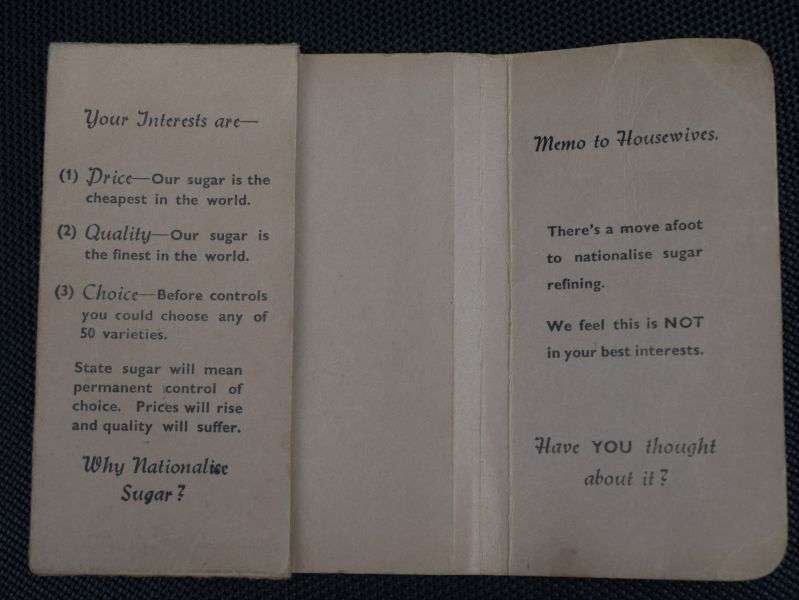 Your Interests are—
(1) Price—Our sugar is the
cheapest in the world.
(2) Quality—Our sugar is
the finest in the world.
(3) Choice—Before controls
you could choose any of
50 varieties.
State sugar will mean
permanent control of
choice. Prices will rise
and quality will suffer.
Why Nationalise
Sugar?
Memo to Housewives.
There's a move afoot
to nationalise sugar
refining.
We feel this is NOT
in your best interests.
Have YOU thought
about it?